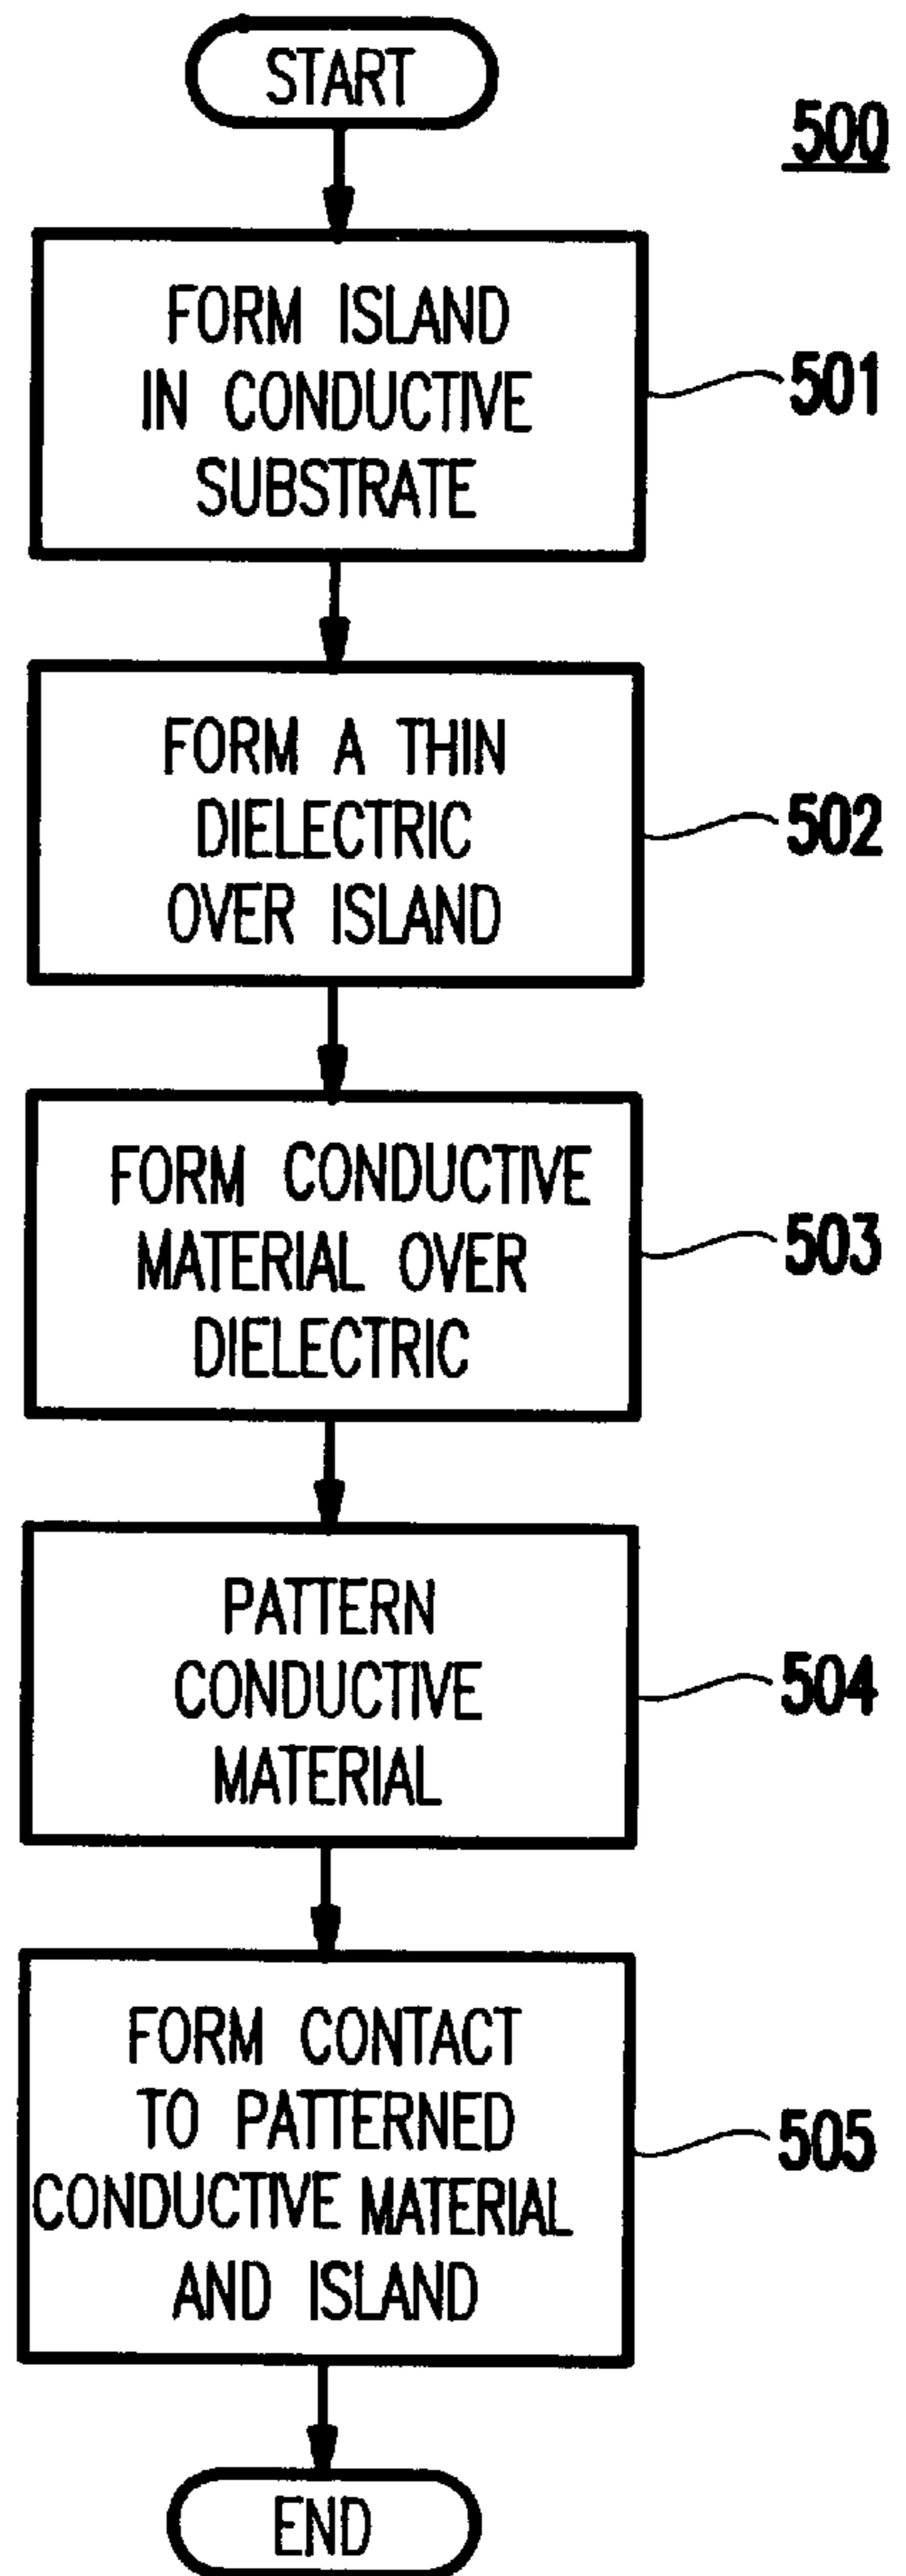 START
500
FORM ISLAND
IN CONDUCTIVE
SUBSTRATE
501
FORM A THIN
DIELECTRIC
OVER ISLAND
502
FORM CONDUCTIVE
MATERIAL OVER
DIELECTRIC
503
PATTERN
CONDUCTIVE
MATERIAL
504
FORM CONTACT
TO PATTERNED
CONDUCTIVE MATERIAL
AND ISLAND
505
END